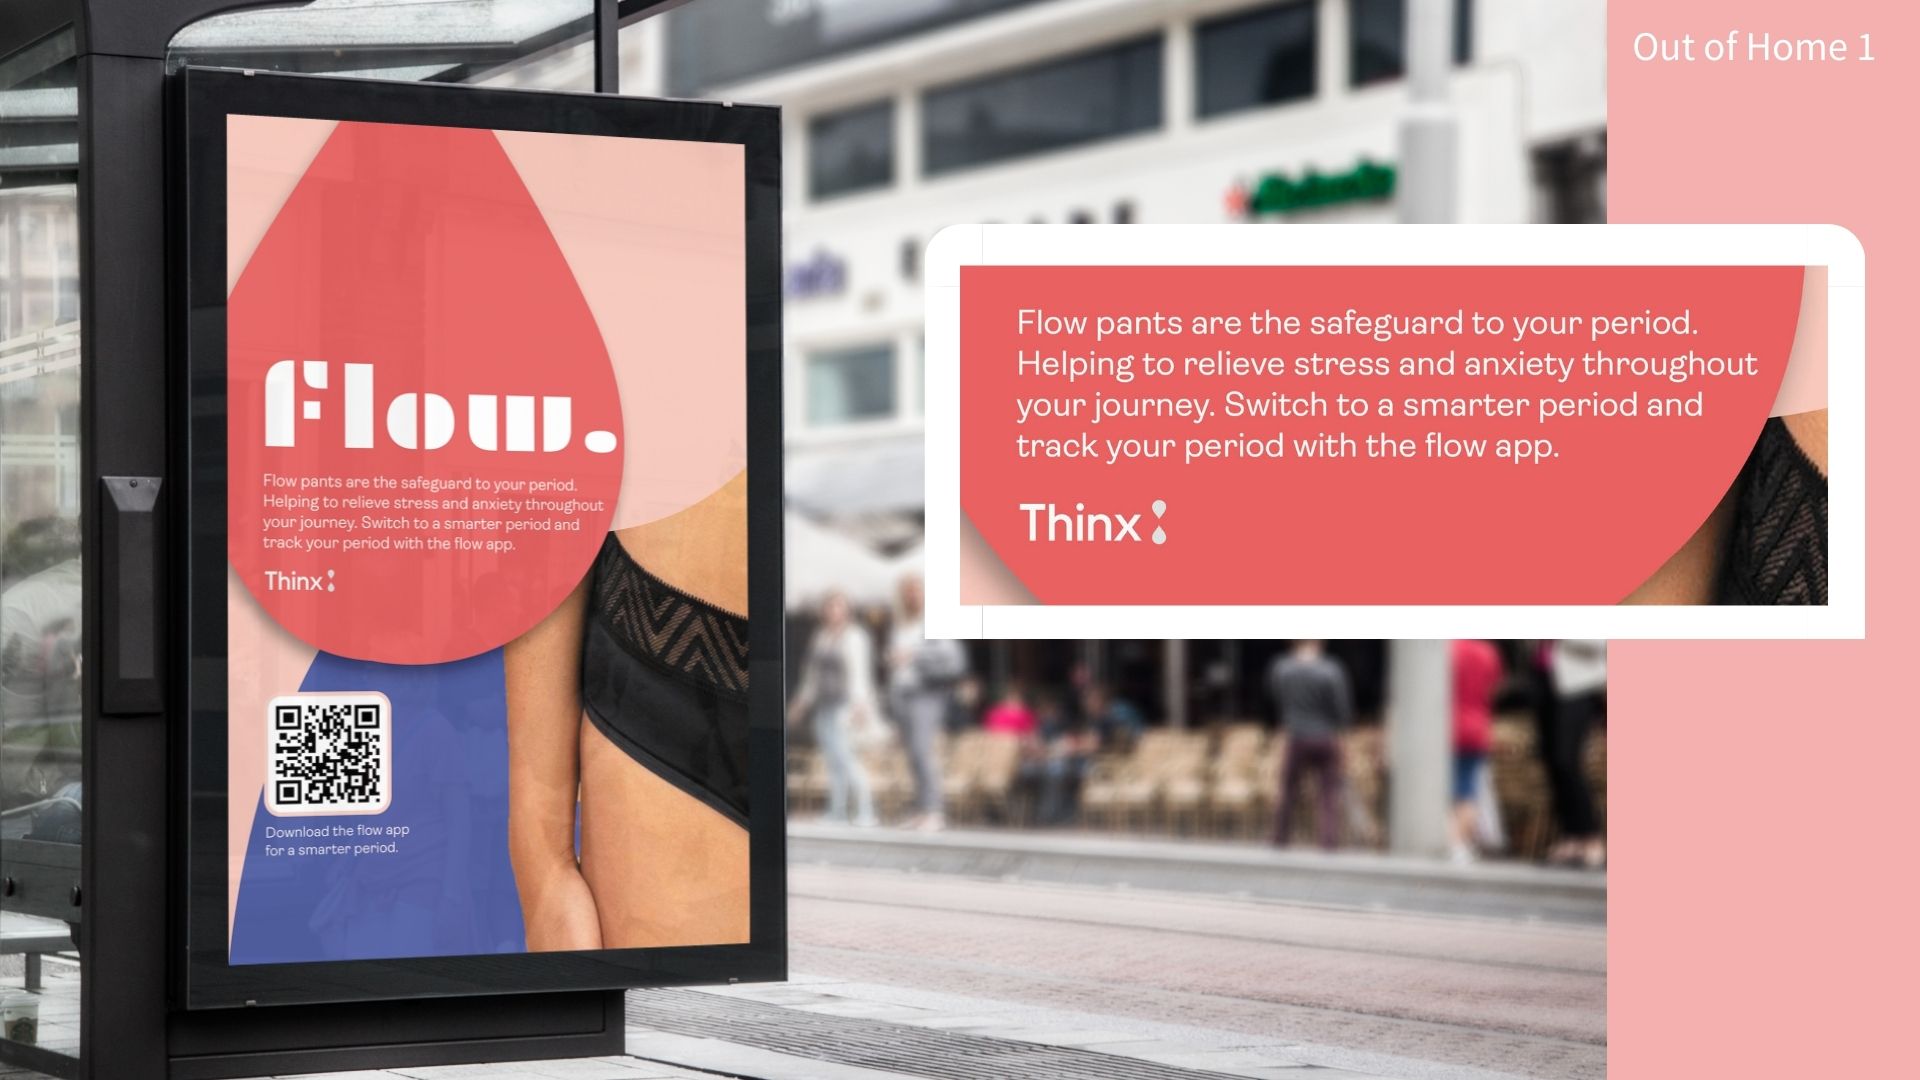 Out of Home 1
Flow.
Flow pants are the safeguard to your period.
Helping to relieve stress and anxiety throughout
your journey. Switch to a smarter period and
track your period with the flow app.
Thinx
Download the flow app
for a smarter period.
Flow pants are the safeguard to your period.
Helping to relieve stress and anxiety throughout
your journey. Switch to a smarter period and
track your period with the flow app.
Thinx